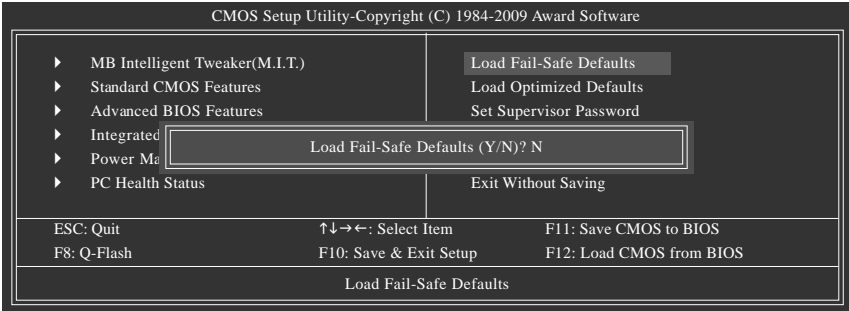 CMOS Setup Utility-Copyright (C) 1984-2009 Award Software
MB Intelligent Tweaker(M.I.T.)
Standard CMOS Features
Advanced BIOS Features
Integrated
Power Ma
PC Health Status
Load Fail-Safe Defaults
Load Optimized Defaults
Set Supervisor Password
Exit Without Saving
Load Fail-Safe Defaults (Y/N)? N
ESC: Quit
↑↓→←: Select Item
F11: Save CMOS to BIOS
F8: Q-Flash
F10: Save & Exit Setup
F12: Load CMOS from BIOS
Load Fail-Safe Defaults